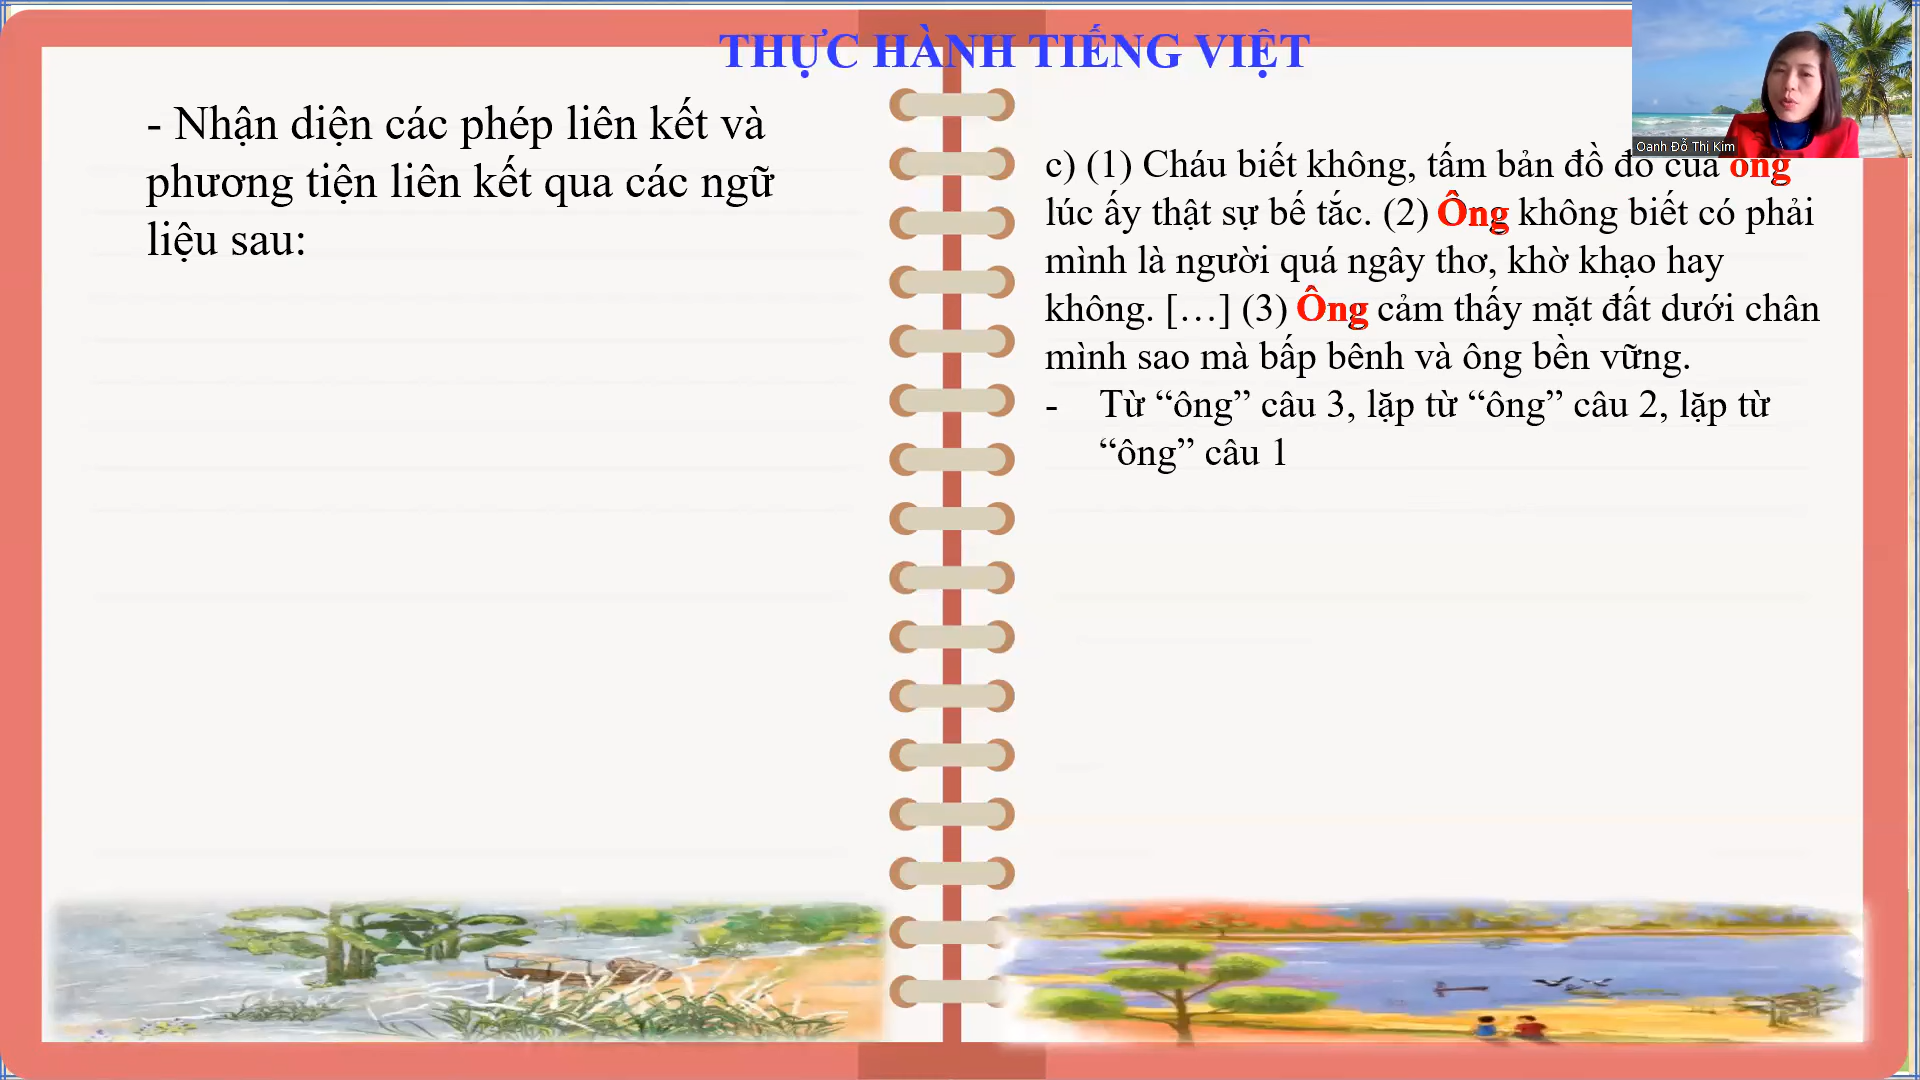 THỰC HÀNH TIẾNG VIỆT
- Nhận diện các phép liên kết và
phương tiện liên kết qua các ngữ
liệu sau:
Oanh Đỗ Thị Kim
c) (1) Cháu biết không, tấm bản đồ đó của ông
lúc ấy thật sự bế tắc. (2) Ông không biết có phải
mình là người quá ngây thơ, khờ khạo hay
không. […] (3) Ông cảm thấy mặt đất dưới chân
mình sao mà bấp bênh và ông bền vững.
- Từ “ông” câu 3, lặp từ “ông” câu 2, lặp từ
“ông” câu 1